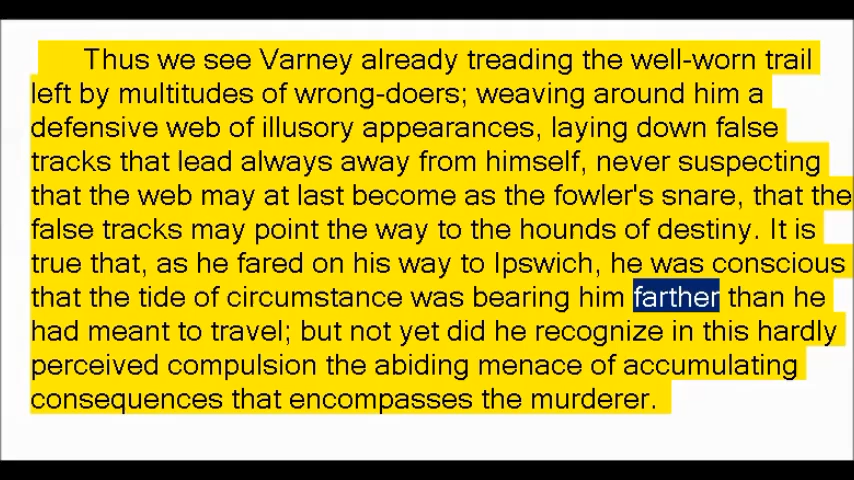 Thus we see Varney already treading the well-worn trail
left by multitudes of wrong-doers; weaving around him a
defensive web of illusory appearances, laying down false
tracks that lead always away from himself, never suspecting
that the web may at last become as the fowler's snare, that the
false tracks may point the way to the hounds of destiny. It is
true that, as he fared on his way to Ipswich, he was conscious
that the tide of circumstance was bearing him farther than he
had meant to travel; but not yet did he recognize in this hardly
perceived compulsion the abiding menace of accumulating
consequences that encompasses the murderer.